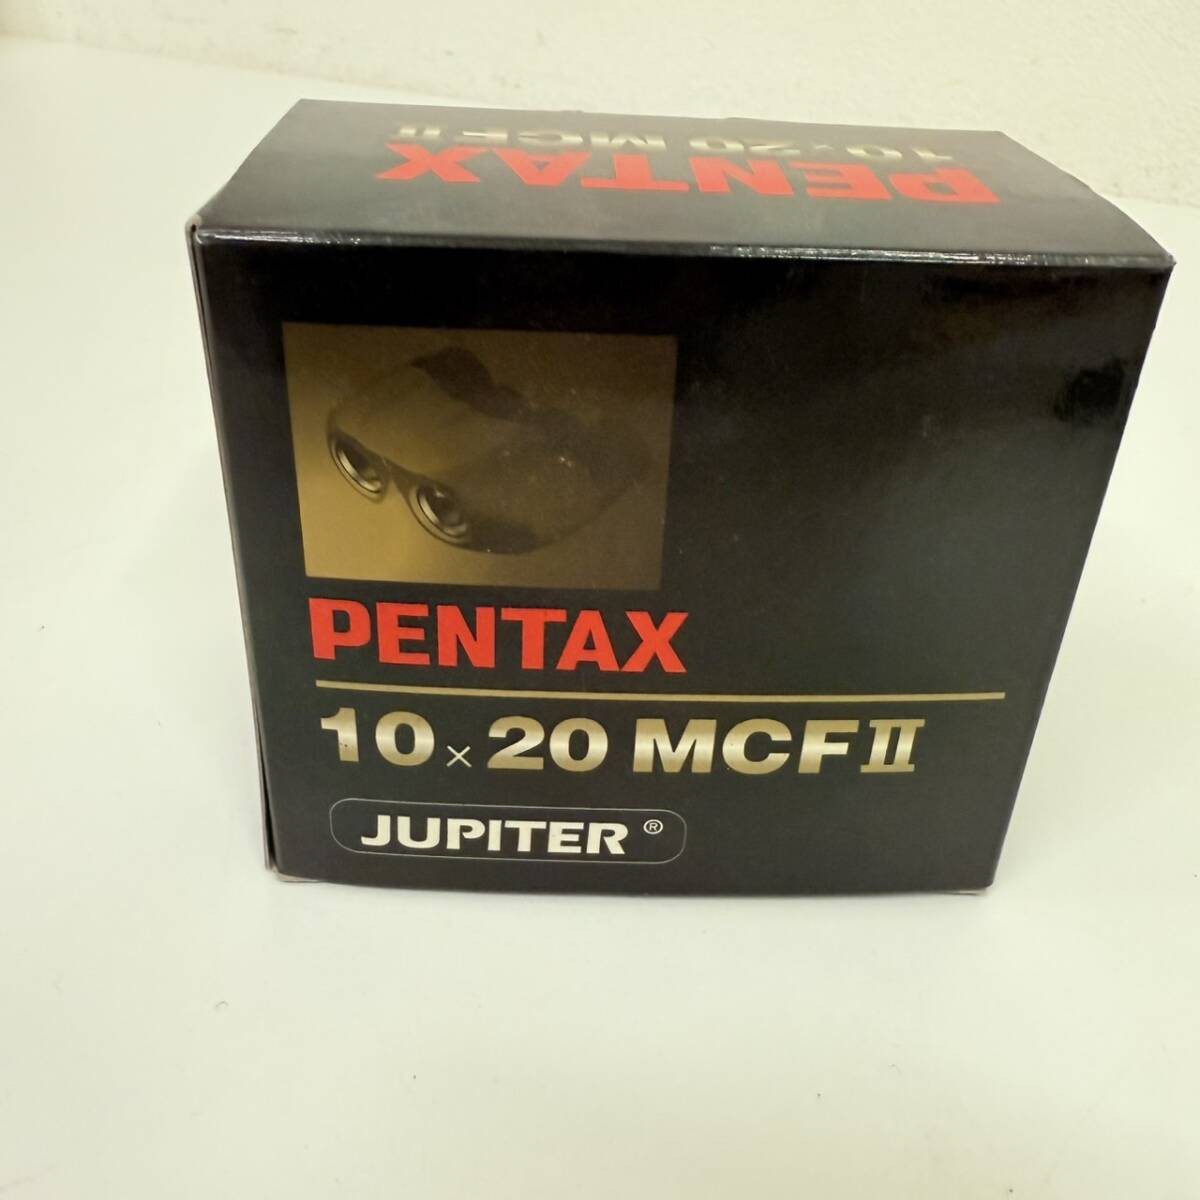 PENTAX
10×20 MCF II
PENTAX
10×20 MCF II
JUPITER®